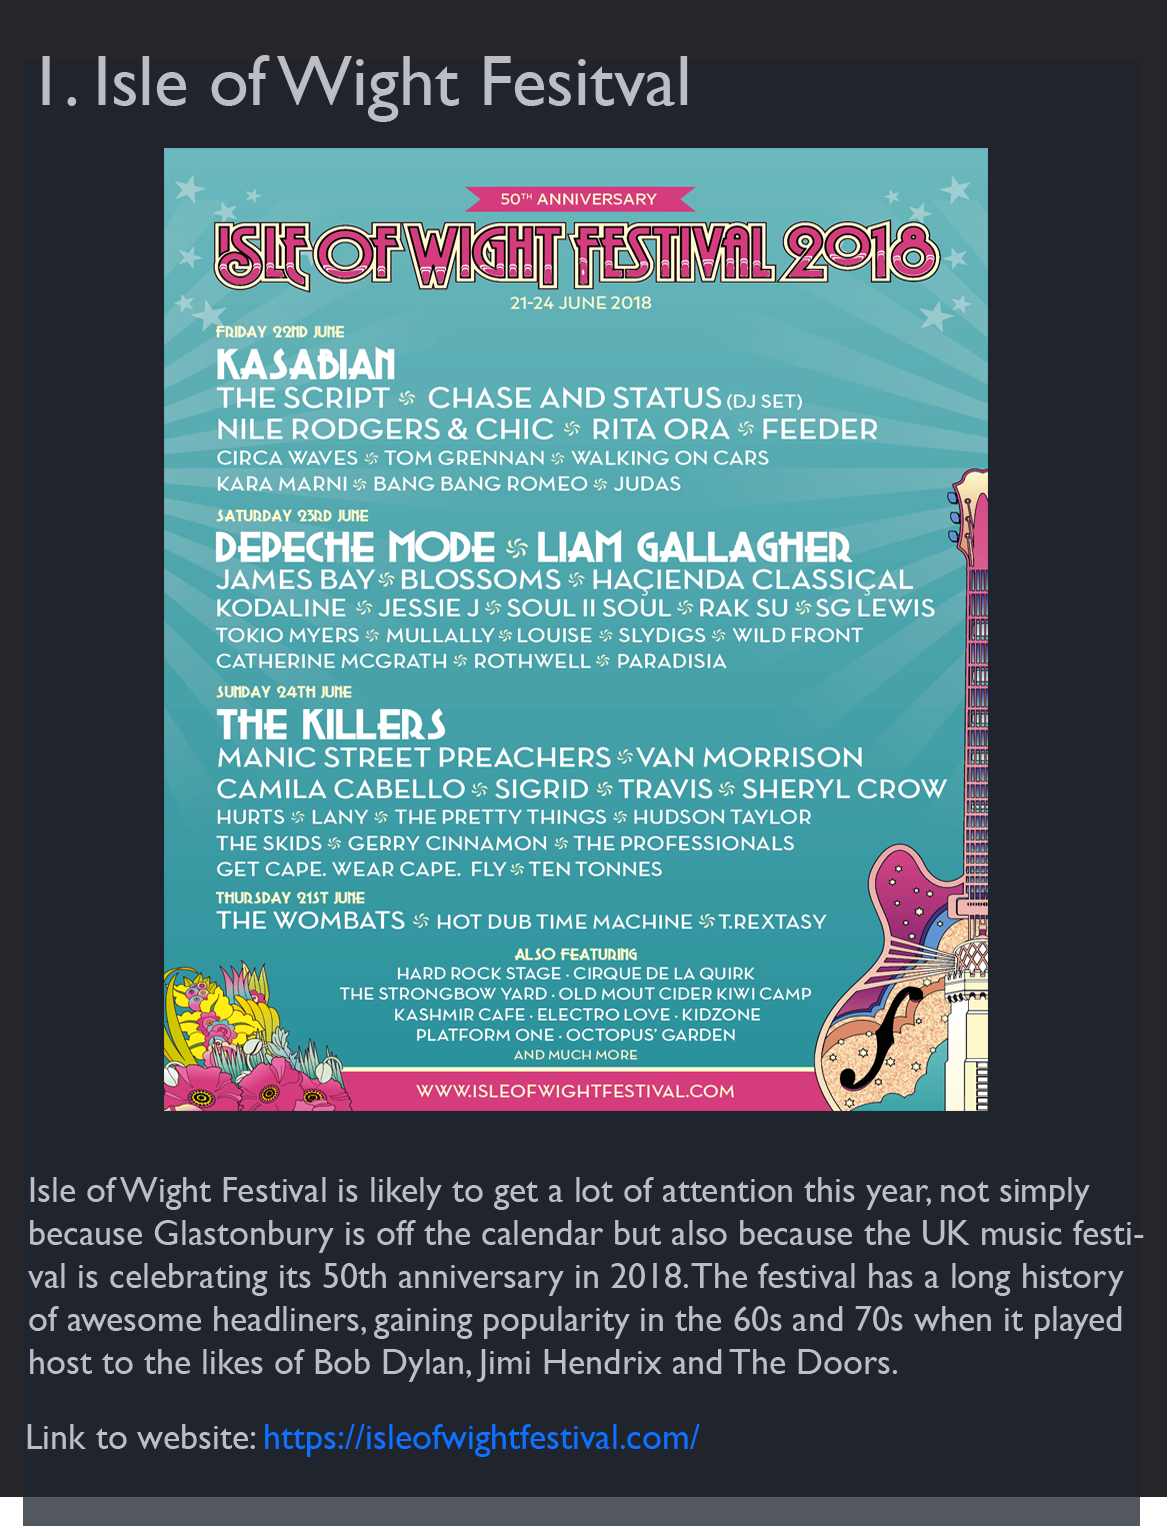 1. Isle of Wight Fesitval
50TH ANNIVERSARY
ISLE OF WIGHT FESTIVAL 2018
21-24 JUNE 2018
FRIDAY 22ND JUNE
KASABIAN
THE SCRIPT CHASE AND STATUS (DJ SET)
NILE RODGERS & CHIC RITA ORA FEEDER
CIRCA WAVES TOM GRENNAN WALKING ON CARS
KARA MARNI BANG BANG ROMEO JUDAS
SATURDAY 23RD JUNE
DEPECHE MODE LIAM GALLAGHER
JAMES BAY BLOSSOMS HAÇIENDA CLASSIÇAL
KODALINE JESSIE J SOUL II SOUL RAK SU SG LEWIS
TOKIO MYERS MULLALLY LOUISE SLYDIGS WILD FRONT
CATHERINE MCGRATH ROTHWELL PARADISIA
SUNDAY 24TH JUNE
THE KILLERS
MANIC STREET PREACHERS VAN MORRISON
CAMILA CABELLO SIGRID TRAVIS SHERYL CROW
HURTS LANY THE PRETTY THINGS HUDSON TAYLOR
THE SKIDS GERRY CINNAMON THE PROFESSIONALS
GET CAPE. WEAR CAPE. FLY TEN TONNES
THURSDAY 21ST JUNE
THE WOMBATS HOT DUB TIME MACHINE T.REXTASY
ALSO FEATURING
HARD ROCK STAGE · CIRQUE DE LA QUIRK
THE STRONGBOW YARD · OLD MOUT CIDER KIWI CAMP
KASHMIR CAFE · ELECTRO LOVE · KIDZONE
PLATFORM ONE · OCTOPUS' GARDEN
AND MUCH MORE
WWW.ISLEOFWIGHTFESTIVAL.COM
Isle of Wight Festival is likely to get a lot of attention this year, not simply
because Glastonbury is off the calendar but also because the UK music festi-
val is celebrating its 50th anniversary in 2018. The festival has a long history
of awesome headliners, gaining popularity in the 60s and 70s when it played
host to the likes of Bob Dylan, Jimi Hendrix and The Doors.
Link to website: https://isleofwightfestival.com/